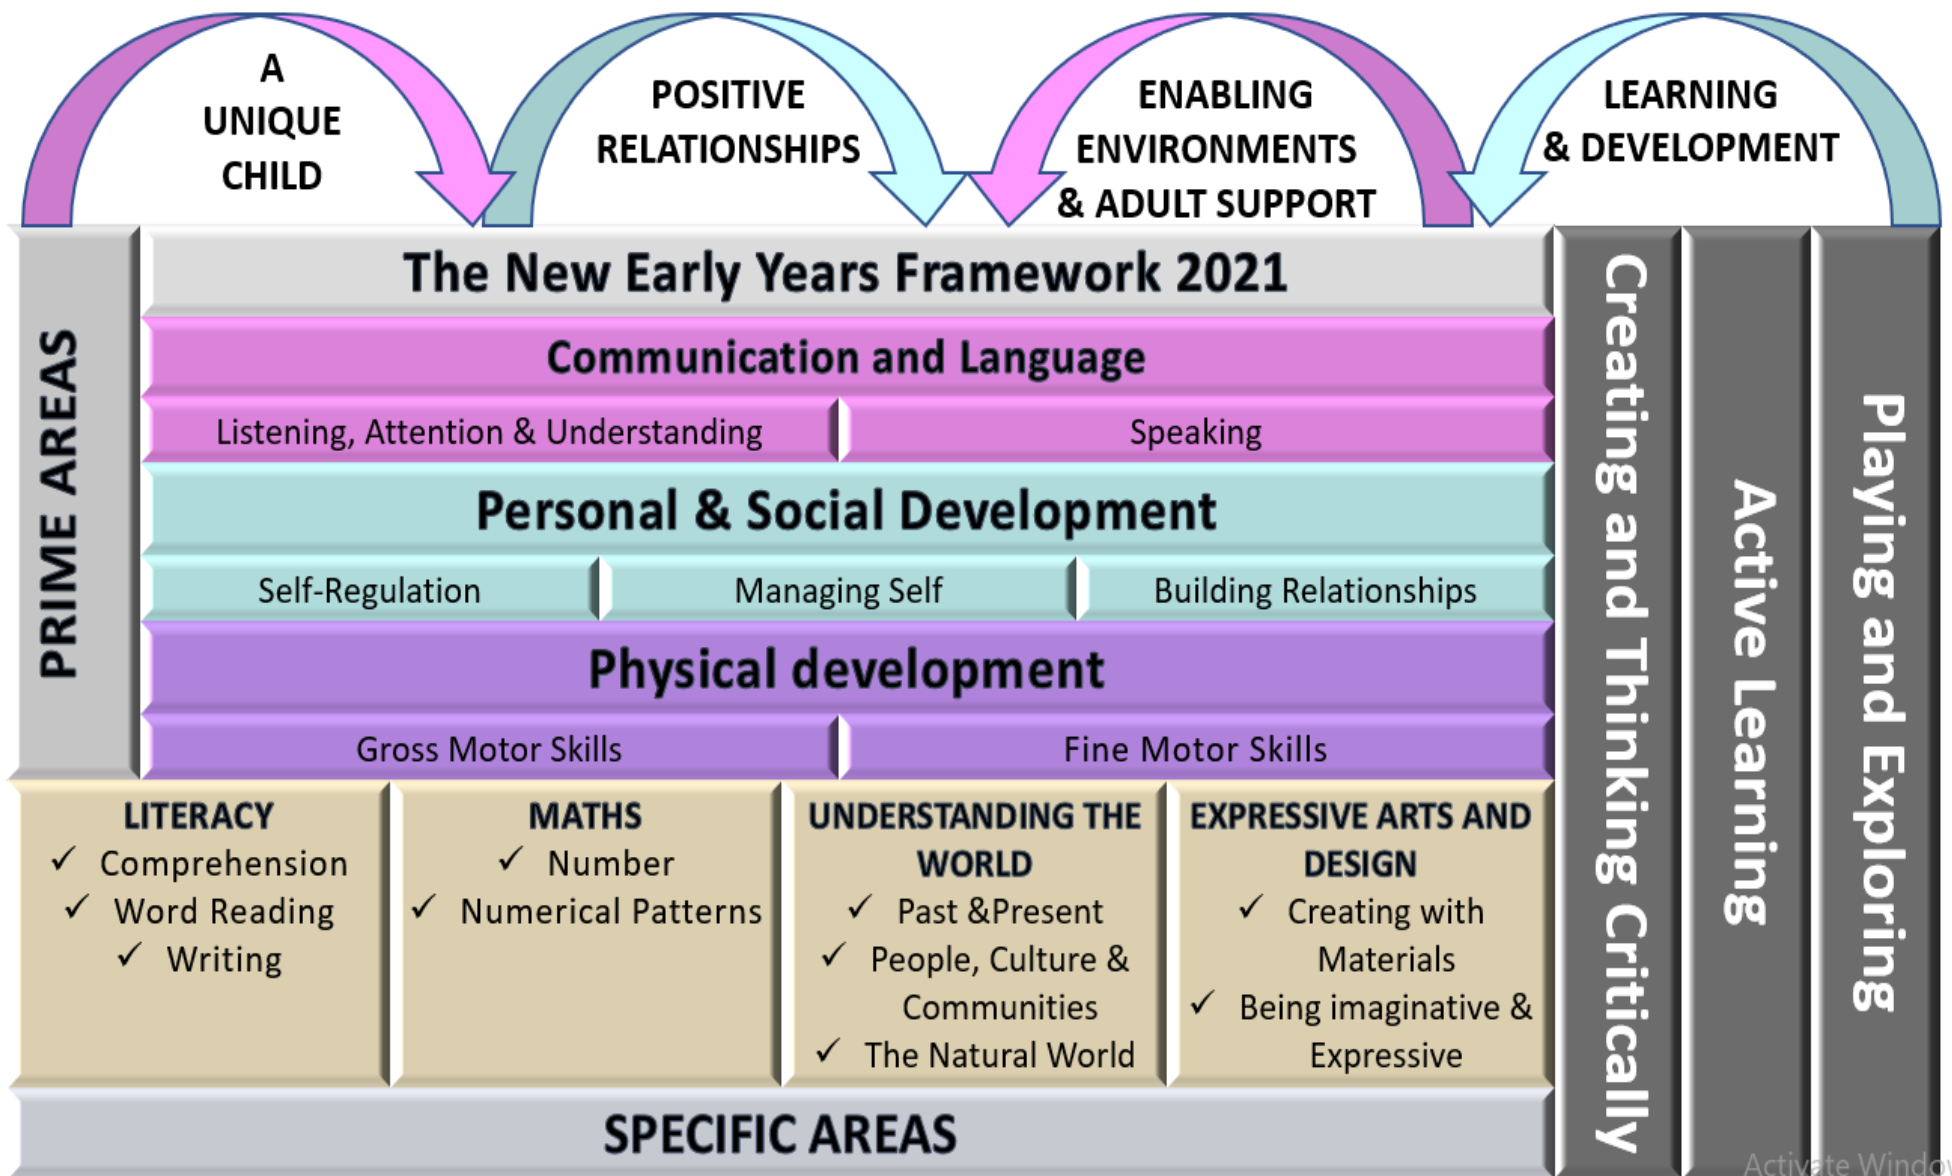 A
UNIQUE
CHILD
POSITIVE
RELATIONSHIPS
ENABLING
ENVIRONMENTS
& ADULT SUPPORT
LEARNING
& DEVELOPMENT
PRIME AREAS
The New Early Years Framework 2021
Communication and Language
Listening, Attention & Understanding
Speaking
Personal & Social Development
Self-Regulation
Managing Self
Building Relationships
Physical development
Gross Motor Skills
Fine Motor Skills
LITERACY
✓ Comprehension
✓ Word Reading
✓ Writing
MATHS
✓ Number
✓ Numerical Patterns
UNDERSTANDING THE
WORLD
✓ Past &Present
✓ People, Culture &
Communities
✓ The Natural World
EXPRESSIVE ARTS AND
DESIGN
✓ Creating with
Materials
✓ Being imaginative &
Expressive
SPECIFIC AREAS
Creating and Thinking Critically
Active Learning
Playing and Exploring
Activate Windo